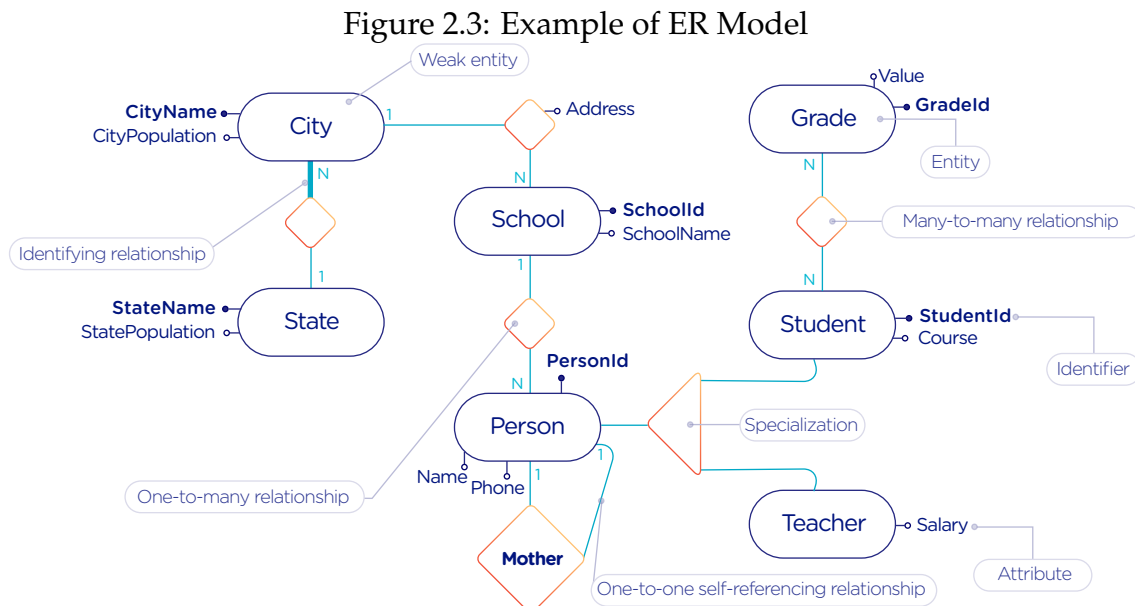 Figure 2.3: Example of ER Model
Weak entity
CityName
CityPopulation
City
1
Address
Value
GradeId
Grade
Entity
N
N
N
Identifying relationship
School
SchoolId
SchoolName
Many-to-many relationship
1
1
N
StateName
StatePopulation
State
Student
StudentId
Course
Identifier
PersonId
N
Person
Specialization
Name
Phone
1
1
One-to-many relationship
Mother
Teacher
Salary
Attribute
One-to-one self-referencing relationship